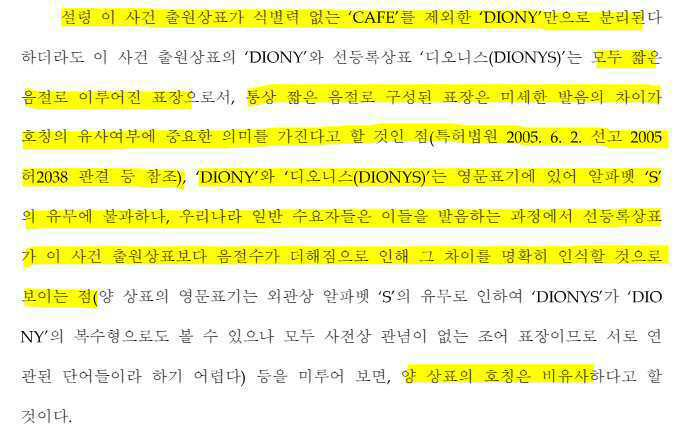 설령 이 사건 출원상표가 식별력 없는 ‘CAFE’를 제외한 ‘DIONY’만으로 분리된다
하더라도 이 사건 출원상표의 ‘DIONY’와 선등록상표 ‘디오니스(DIONYS)’는 모두 짧은
음절로 이루어진 표장으로서, 통상 짧은 음절로 구성된 표장은 미세한 발음의 차이가
호칭의 유사여부에 중요한 의미를 가진다고 할 것인 점(특허법원 2005. 6. 2. 선고 2005
허2038 판결 등 참조), ‘DIONY’와 ‘디오니스(DIONYS)’는 영문표기에 있어 알파벳 ‘S’
의 유무에 불과하나, 우리나라 일반 수요자들은 이들을 발음하는 과정에서 선등록상표
가 이 사건 출원상표보다 음절수가 더해짐으로 인해 그 차이를 명확히 인식할 것으로
보이는 점(양 상표의 영문표기는 외관상 알파벳 ‘S’의 유무로 인하여 ‘DIONYS’가 ‘DIO
NY’의 복수형으로도 볼 수 있으나 모두 사전상 관념이 없는 조어 표장이므로 서로 연
관된 단어들이라 하기 어렵다) 등을 미루어 보면, 양 상표의 호칭은 비유사하다고 할
것이다.